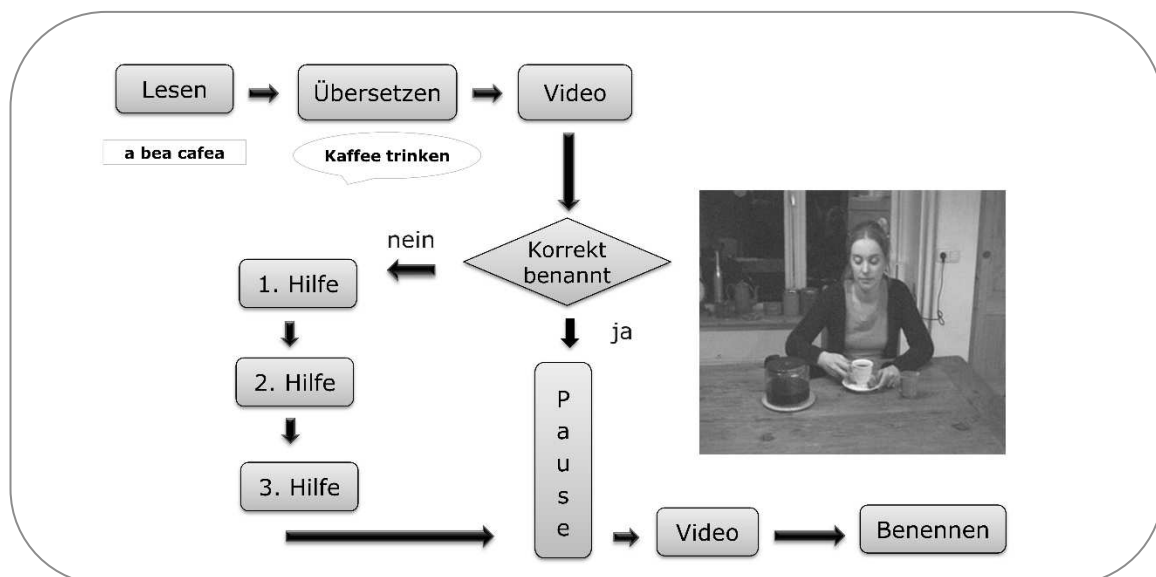 Lesen
Übersetzen
Video
a bea cafea
Kaffee trinken
nein
Korrekt
benannt
1. Hilfe
ja
2. Hilfe
Pause
3. Hilfe
Video
Benennen